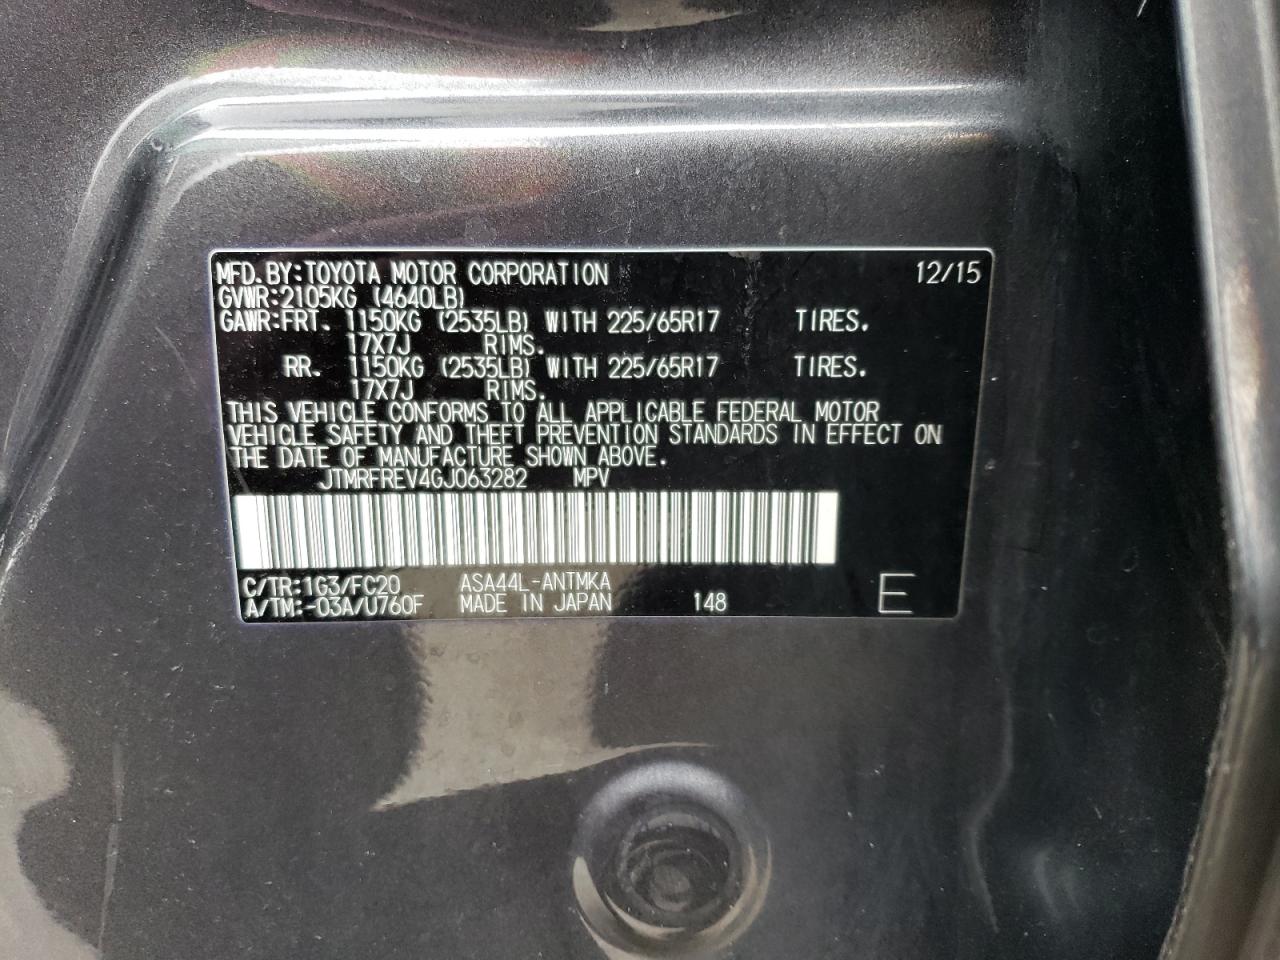 MFD.BY:TOYOTA MOTOR CORPORATION 12/15
GVWR:2105KG (4640LB)
GAWR:FRT. 1150KG (2535LB) WITH 225/65R17 TIRES.
17X7J RIMS.
RR. 1150KG (2535LB) WITH 225/65R17 TIRES.
17X7J RIMS.
THIS VEHICLE CONFORMS TO ALL APPLICABLE FEDERAL MOTOR
VEHICLE SAFETY AND THEFT PREVENTION STANDARDS IN EFFECT ON
THE DATE OF MANUFACTURE SHOWN ABOVE.
JTMRFREV4GJ063282 MPV
C/TR:1G3/FC20 ASA44L-ANTMKA
A/TM:-03A/U760F MADE IN JAPAN 148 E